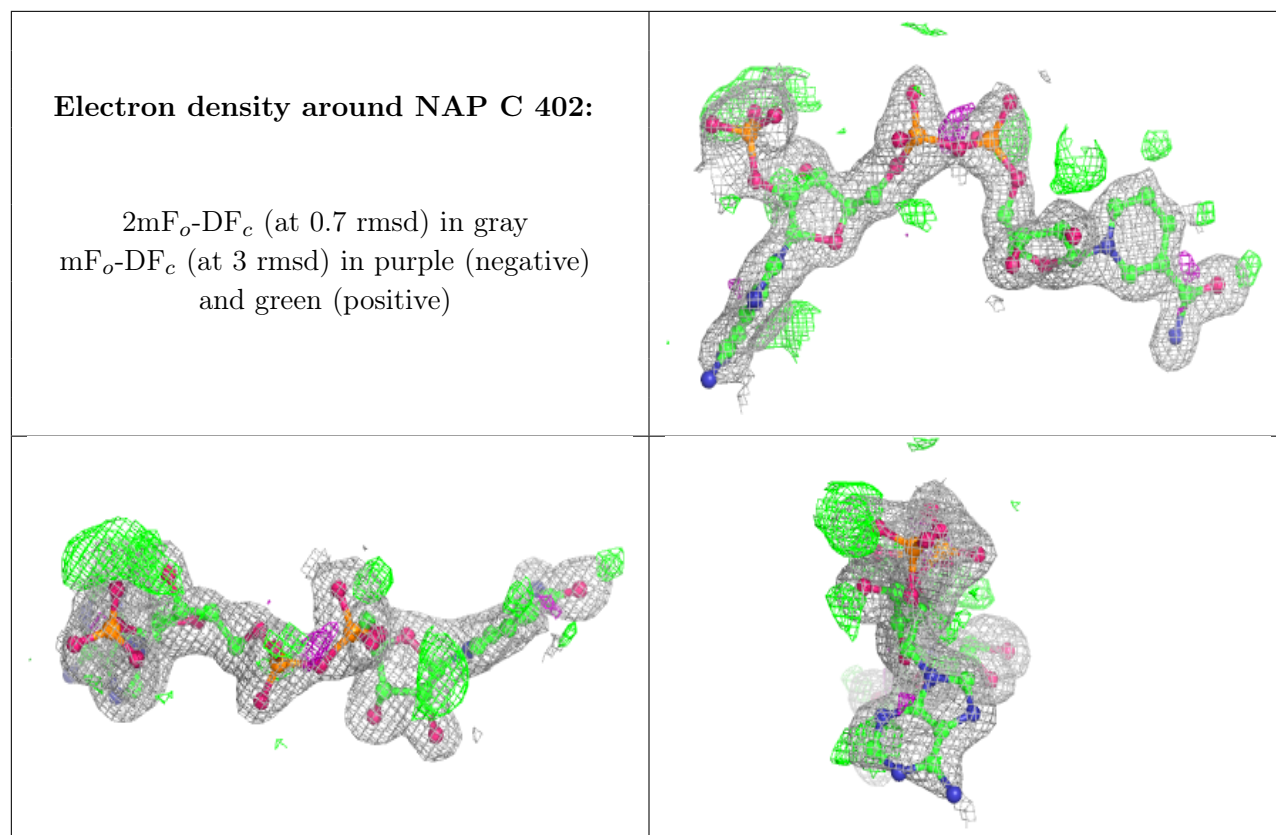 Electron density around NAP C 402:
2mFₒ-DF𝒸 (at 0.7 rmsd) in gray
mFₒ-DF𝒸 (at 3 rmsd) in purple (negative)
and green (positive)